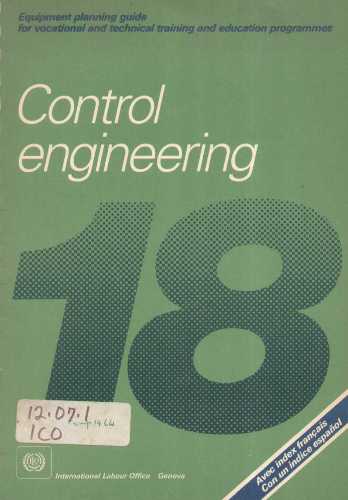 Equipment planning guide
for vocational and technical training and education programmes
Control
engineering
18
12.07.1
ICO
Avec index français
Con un indice español
International Labour Office Geneva